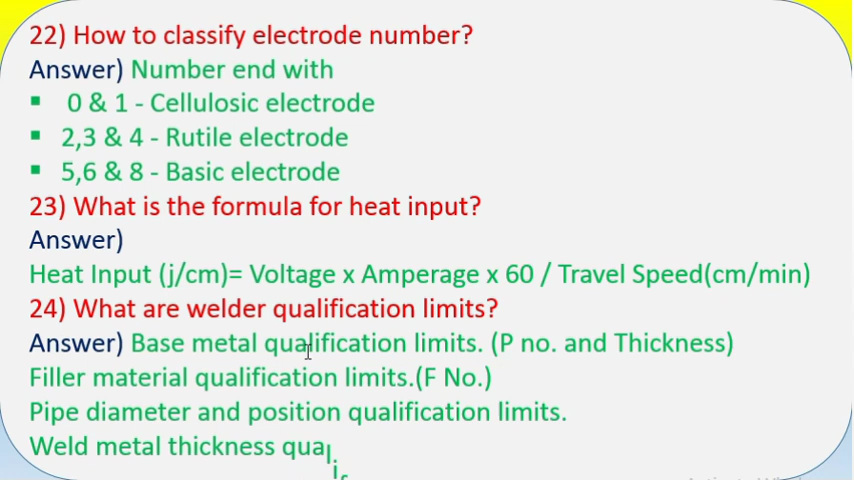 22) How to classify electrode number?
Answer) Number end with
▪ 0 & 1 - Cellulosic electrode
▪ 2,3 & 4 - Rutile electrode
▪ 5,6 & 8 - Basic electrode
23) What is the formula for heat input?
Answer)
Heat Input (j/cm)= Voltage x Amperage x 60 / Travel Speed(cm/min)
24) What are welder qualification limits?
Answer) Base metal qualification limits. (P no. and Thickness)
Filler material qualification limits.(F No.)
Pipe diameter and position qualification limits.
Weld metal thickness qualif